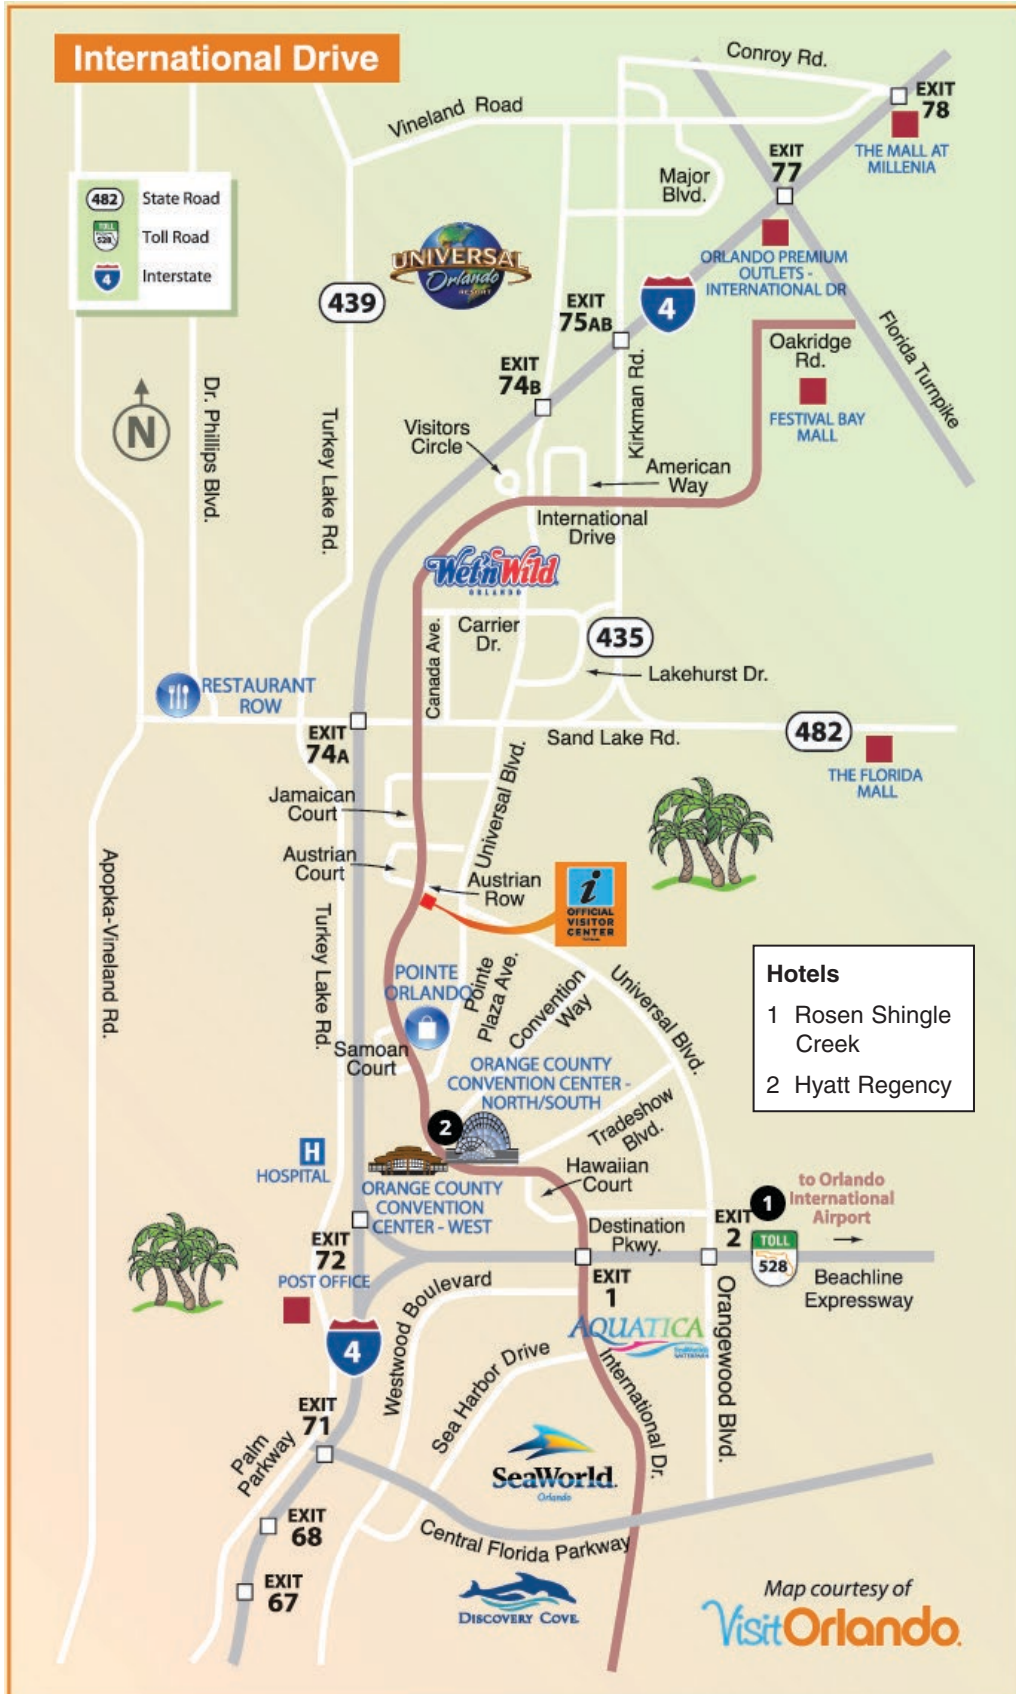 International Drive
Conroy Rd.
EXIT
78
Vineland Road
THE MALL AT
MILLENIA
EXIT
77
Major
Blvd.
482 State Road
TOLL
528
Toll Road
4 Interstate
UNIVERSAL
Orlando
RESORT
ORLANDO PREMIUM
OUTLETS -
INTERNATIONAL DR
439
EXIT
75AB
4
Florida Turnpike
Oakridge
Rd.
EXIT
74B
Kirkman Rd.
FESTIVAL BAY
MALL
N
Dr. Phillips Blvd.
Turkey Lake Rd.
Visitors
Circle
American
Way
International
Drive
Wet'n Wild
ORLANDO
Canada Ave.
Carrier
Dr.
435
Lakehurst Dr.
RESTAURANT
ROW
EXIT
74A
Sand Lake Rd.
482
THE FLORIDA
MALL
Universal Blvd.
Jamaican
Court
Austrian
Court
Austrian
Row
i
OFFICIAL
VISITOR
CENTER
Apopka-Vineland Rd.
Turkey Lake Rd.
POINTE
ORLANDO
Pointe
Plaza Ave.
Convention
Way
Universal Blvd.
Hotels
1 Rosen Shingle
Creek
2 Hyatt Regency
Samoan
Court
ORANGE COUNTY
CONVENTION CENTER -
NORTH/SOUTH
2
Tradeshow
Blvd.
H
HOSPITAL
Hawaiian
Court
ORANGE COUNTY
CONVENTION
CENTER - WEST
1
to Orlando
International
Airport
EXIT
2
Destination
Pkwy.
TOLL
528
EXIT
72
POST OFFICE
EXIT
1
Beachline
Expressway
Westwood Boulevard
AQUATICA
4
Sea Harbor Drive
International Dr.
Orangewood Blvd.
EXIT
71
Palm
Parkway
SeaWorld
Orlando
EXIT
68
Central Florida Parkway
EXIT
67
DISCOVERY COVE
Map courtesy of
VisitOrlando.